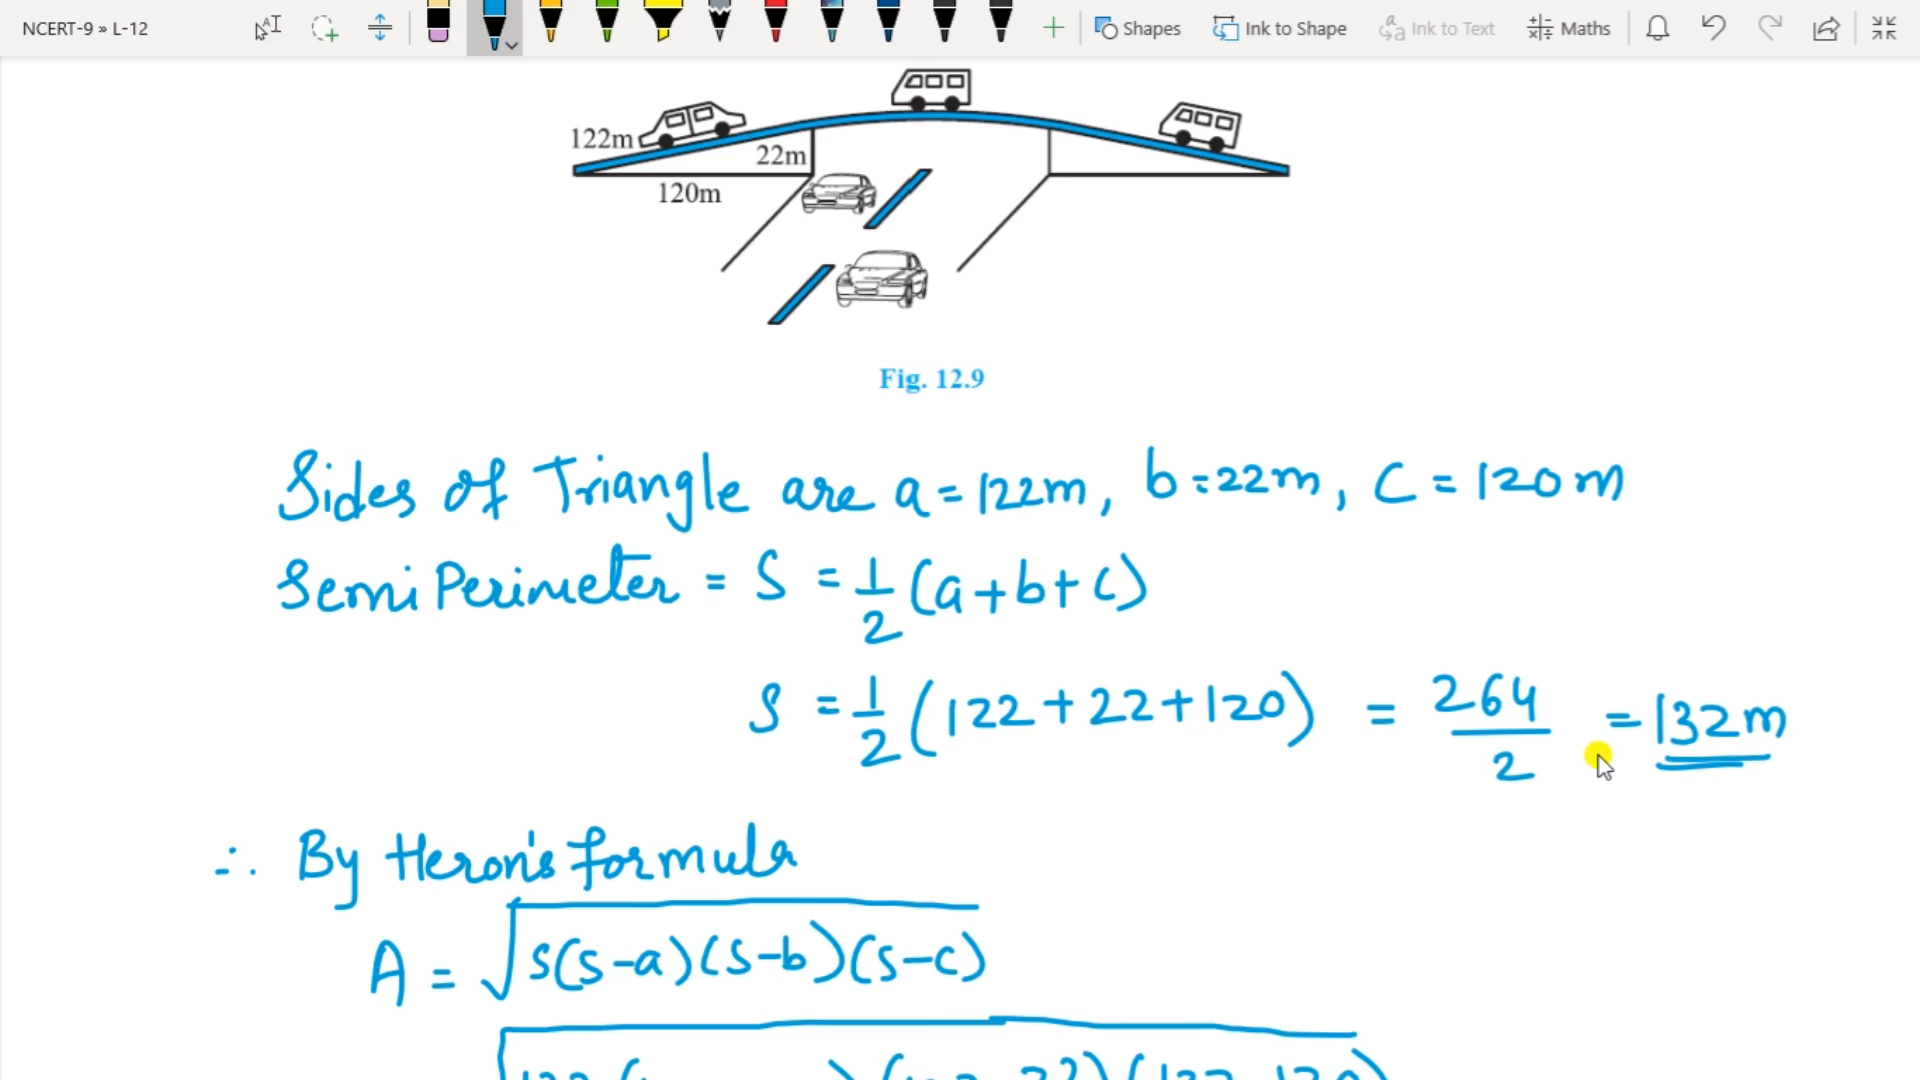 NCERT-9 » L-12
Shapes
Ink to Shape
Ink to Text
Maths
122m
22m
120m
Fig. 12.9
Sides of Triangle are a = 122m, b = 22m, C = 120m
Semi Perimeter = S = 1/2 (a+b+c)
S = 1/2 (122+22+120) = 264/2 = 132m
∴ By Heron's formula
A = √s(s-a)(s-b)(s-c)